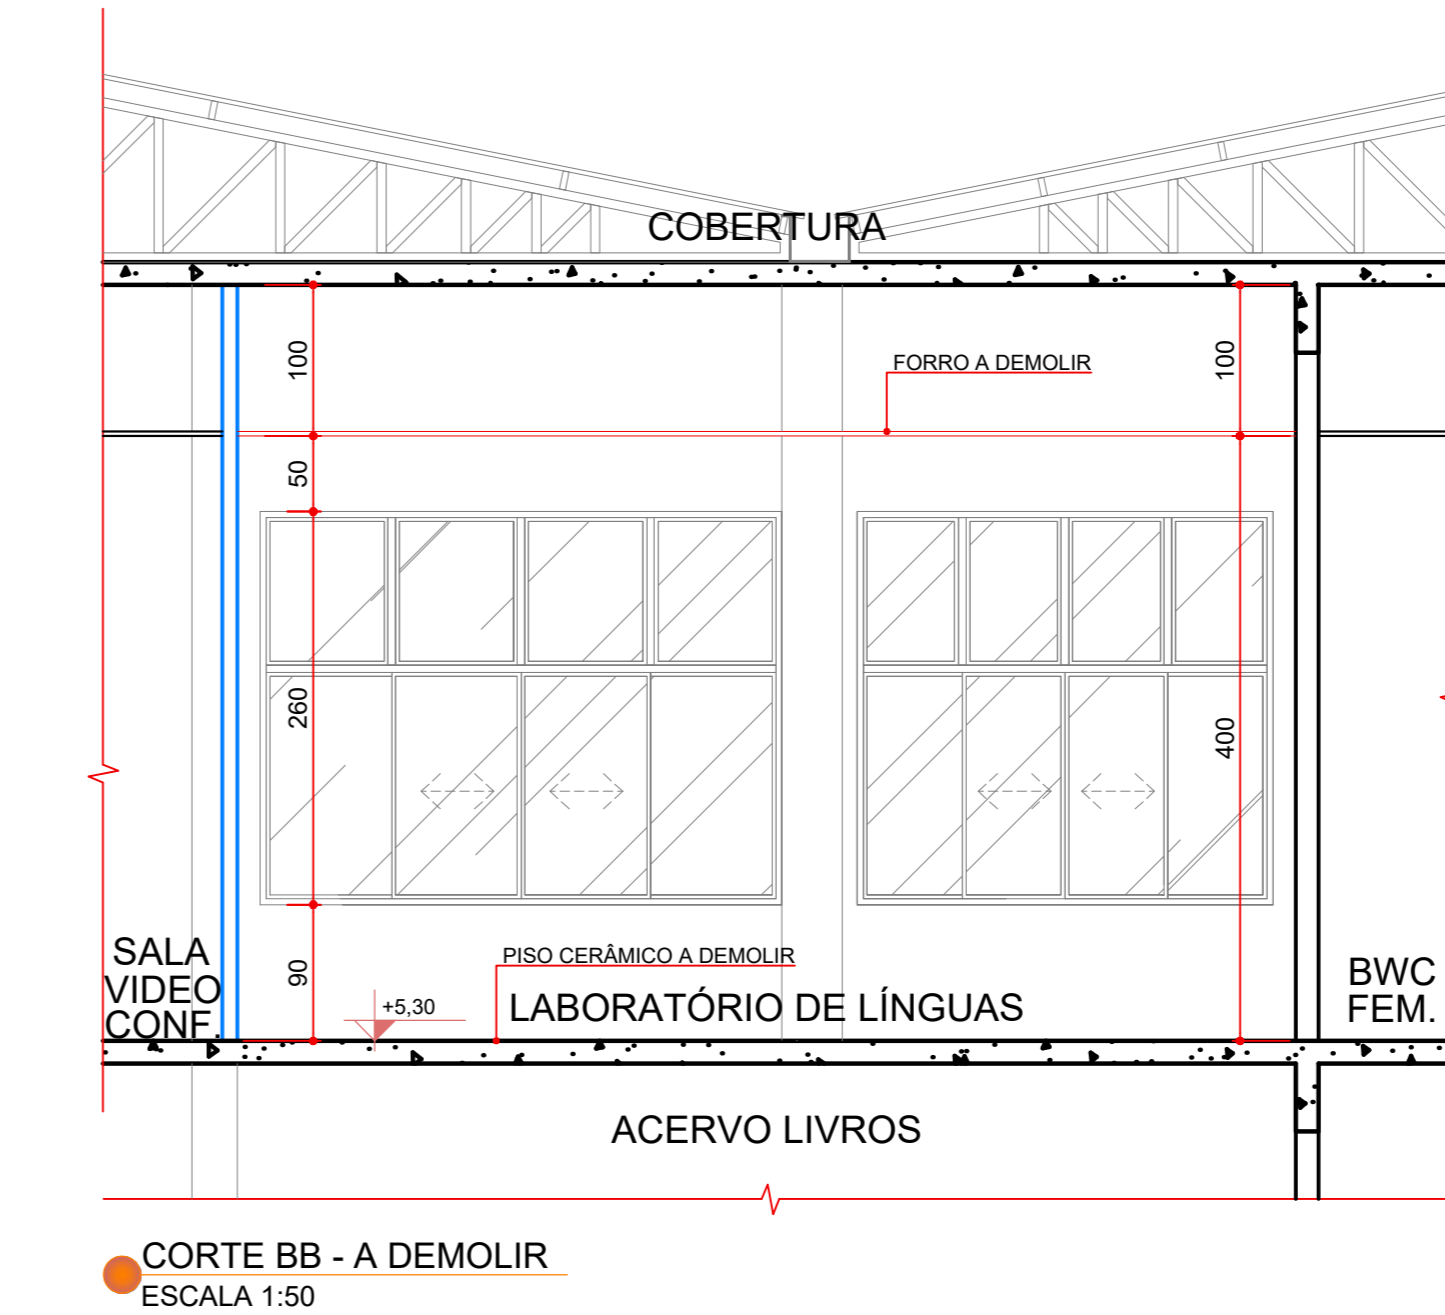 COBERTURA
100
100
FORRO A DEMOLIR
50
260
400
SALA
VIDEO
CONF.
90
PISO CERÂMICO A DEMOLIR
+5,30
LABORATÓRIO DE LÍNGUAS
BWC
FEM.
ACERVO LIVROS
CORTE BB - A DEMOLIR
ESCALA 1:50